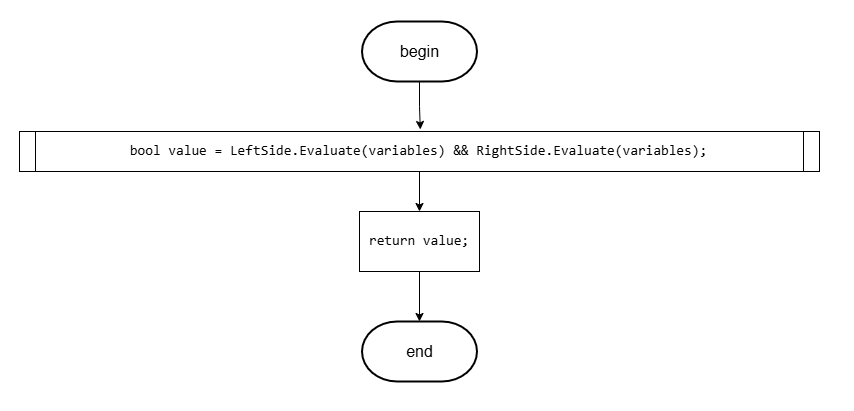 begin
bool value = LeftSide.Evaluate(variables) && RightSide.Evaluate(variables);
return value;
end